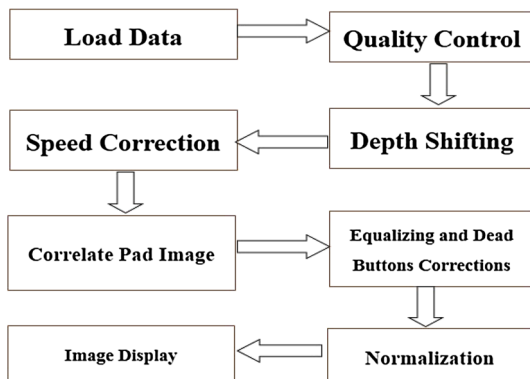 Load Data
Quality Control
Depth Shifting
Speed Correction
Correlate Pad Image
Equalizing and Dead
Buttons Corrections
Normalization
Image Display